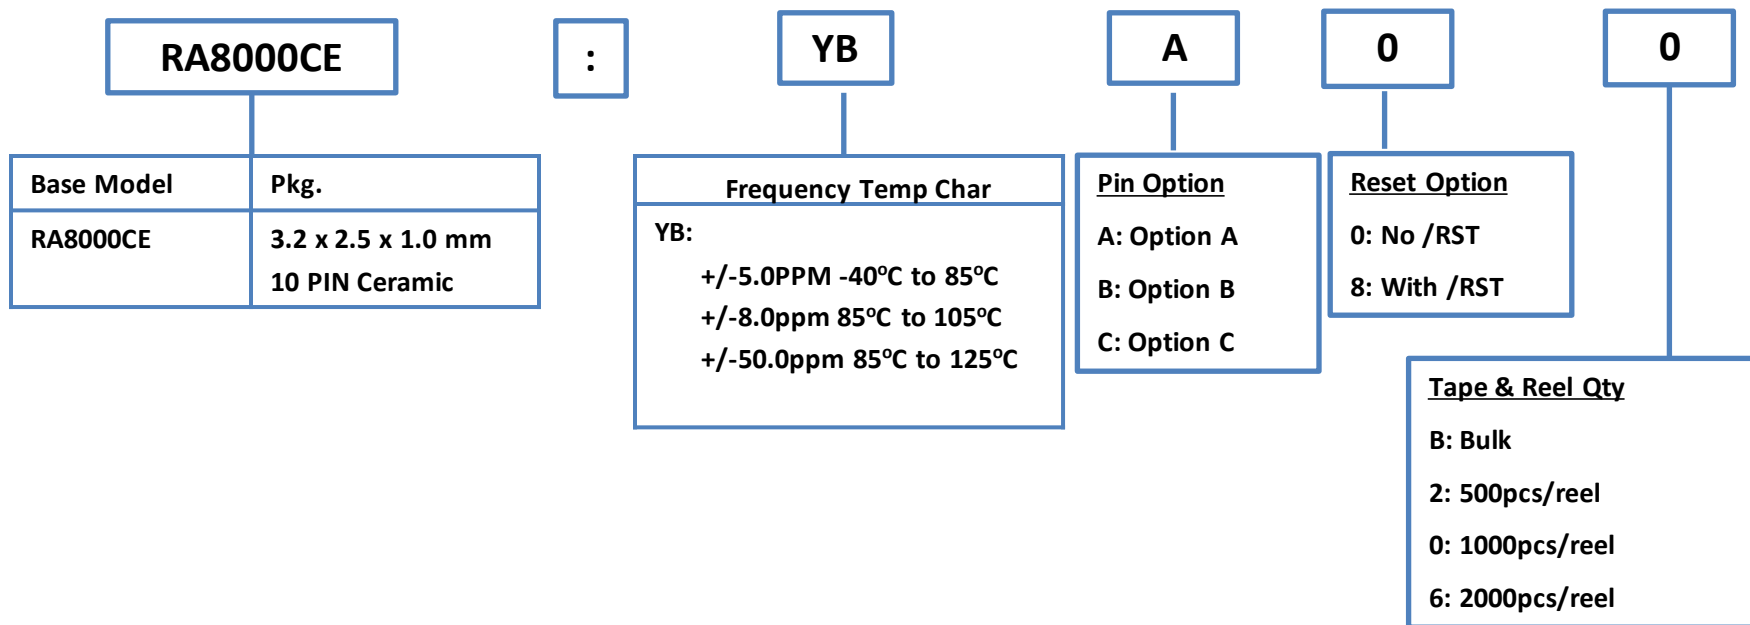 RA8000CE : YB A 0 0
Base Model Pkg.
RA8000CE 3.2 x 2.5 x 1.0 mm
10 PIN Ceramic
Frequency Temp Char
YB:
+/-5.0PPM -40°C to 85°C
+/-8.0ppm 85°C to 105°C
+/-50.0ppm 85°C to 125°C
Pin Option
A: Option A
B: Option B
C: Option C
Reset Option
0: No /RST
8: With /RST
Tape & Reel Qty
B: Bulk
2: 500pcs/reel
0: 1000pcs/reel
6: 2000pcs/reel